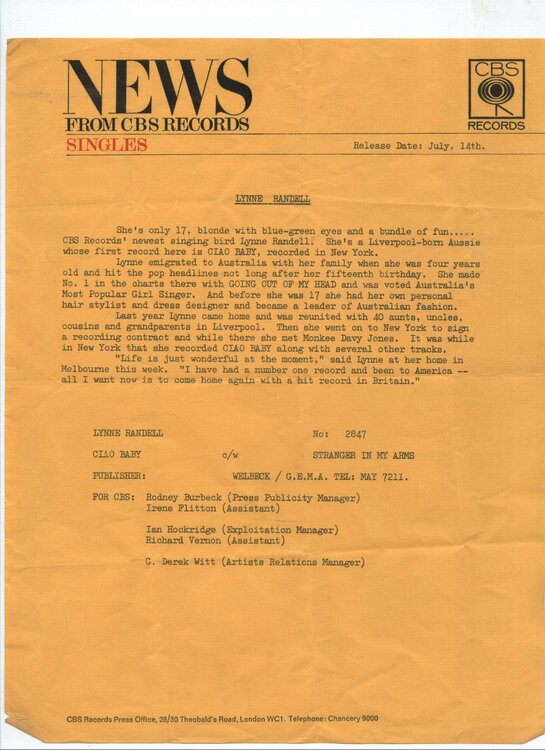 NEWS
FROM CBS RECORDS
SINGLES
CBS
RECORDS
Release Date: July, 14th.
LYNNE RANDELL
She's only 17, blonde with blue-green eyes and a bundle of fun.....
CBS Records' newest singing bird Lynne Randell. She's a Liverpool-born Aussie
whose first record here is CIAO BABY, recorded in New York.
Lynne emigrated to Australia with her family when she was four years
old and hit the pop headlines not long after her fifteenth birthday. She made
No. 1 in the charts there with GOING OUT OF MY HEAD and was voted Australia's
Most Popular Girl Singer. And before she was 17 she had her own personal
hair stylist and dress designer and became a leader of Australian fashion.
Last year Lynne came home and was reunited with 40 sunts, uncles,
cousins and grandparents in Liverpool. Then she went on to New York to sign
a recording contract and while there she met Monkee Davy Jones. It was while
in New York that she recorded CIAO BABY along with several other tracks.
"Life is just wonderful at the moment," said Lynne at her home in
Melbourne this week. "I have had a number one record and been to America --
all I want now is to come home again with a hit record in Britain."
LYNNE RANDELL No: 2847
CIAO BABY c/w STRANGER IN MY ARMS
PUBLISHER: WELBECK / G.E.M.A. TEL: MAY 7211.
FOR CBS: Rodney Burbeck (Press Publicity Manager)
Irene Flitton (Assistant)
Ian Hockridge (Exploitation Manager)
Richard Vernon (Assistant)
G. Derek Witt (Artists Relations Manager)
CBS Records Press Office, 28/30 Theobald's Road, London WC1. Telephone: Chancery 9000